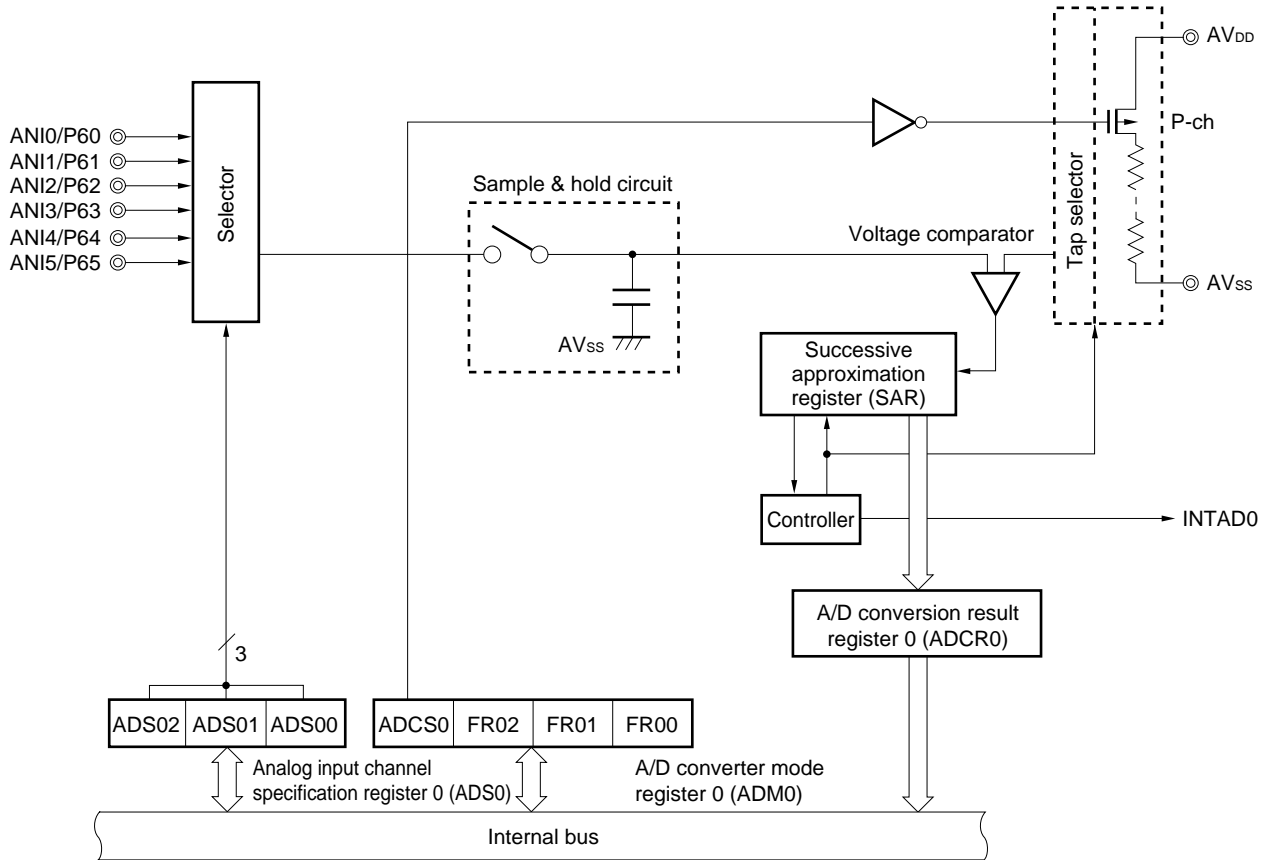 AVDD
P-ch
Tap selector
AVSS
ANI0/P60
ANI1/P61
ANI2/P62
ANI3/P63
ANI4/P64
ANI5/P65
Selector
Sample & hold circuit
AVSS
Voltage comparator
Successive
approximation
register (SAR)
Controller
INTAD0
A/D conversion result
register 0 (ADCR0)
3
ADS02 ADS01 ADS00
ADCS0 FR02 FR01 FR00
Analog input channel
specification register 0 (ADS0)
A/D converter mode
register 0 (ADM0)
Internal bus